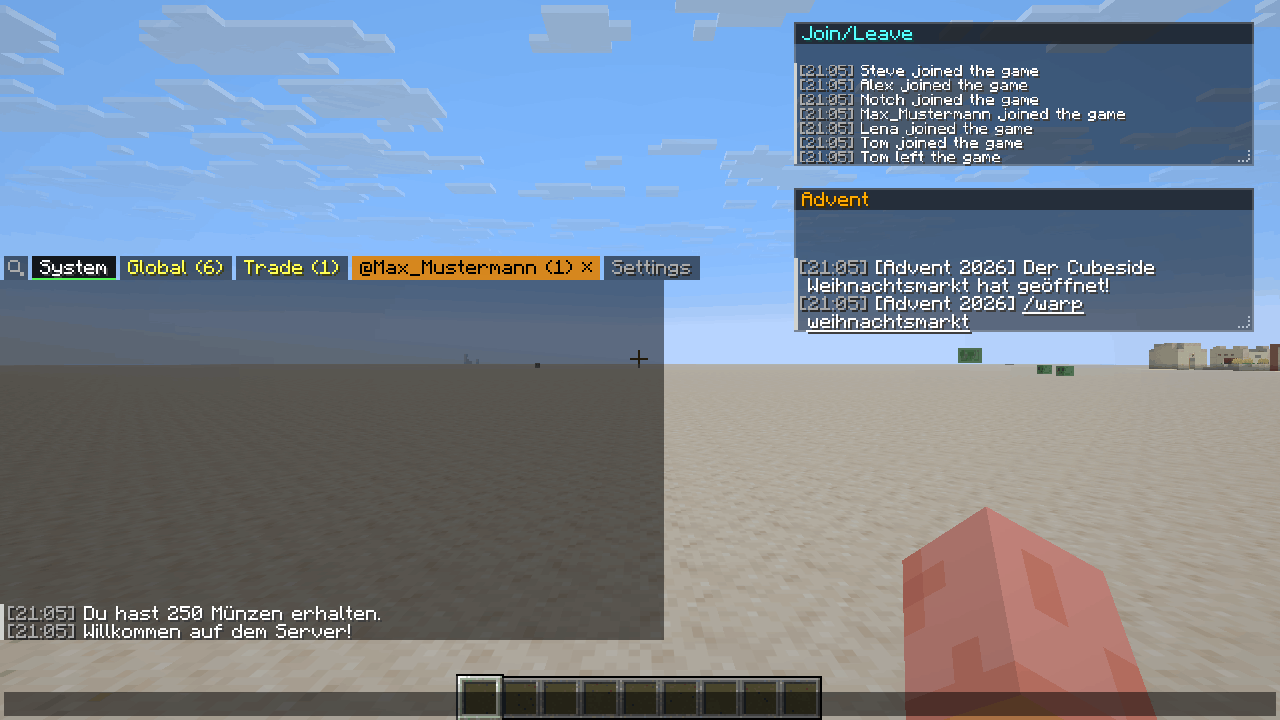 Join/Leave
[21:05] Steve joined the game
[21:05] Alex joined the game
[21:05] Notch joined the game
[21:05] Max_Mustermann joined the game
[21:05] Lena joined the game
[21:05] Tom joined the game
[21:05] Tom left the game
Advent
[21:05] [Advent 2026] Der Cubeside
Weihnachtsmarkt hat geöffnet!
[21:05] [Advent 2026] /warp
weihnachtsmarkt
System Global (6) Trade (1) @Max_Mustermann (1) × Settings
[21:05] Du hast 250 Münzen erhalten.
[21:05] Willkommen auf dem Server!